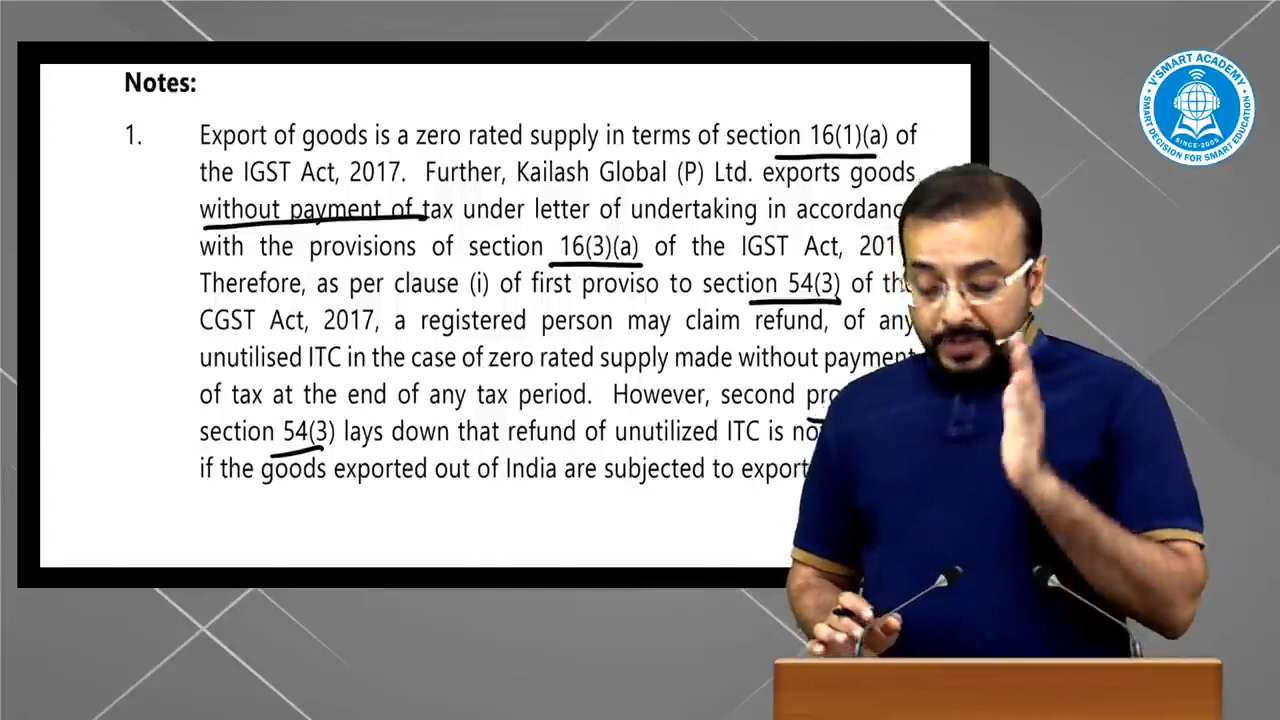 Notes:
1. Export of goods is a zero rated supply in terms of section 16(1)(a) of
the IGST Act, 2017. Further, Kailash Global (P) Ltd. exports goods
without payment of tax under letter of undertaking in accordanc
with the provisions of section 16(3)(a) of the IGST Act, 201
Therefore, as per clause (i) of first proviso to section 54(3) of th
CGST Act, 2017, a registered person may claim refund, of any
unutilised ITC in the case of zero rated supply made without payment
of tax at the end of any tax period. However, second pro
section 54(3) lays down that refund of unutilized ITC is no
if the goods exported out of India are subjected to export
V'SMART ACADEMY
SINCE-2005
SMART DECISION FOR SMART EDUCATION